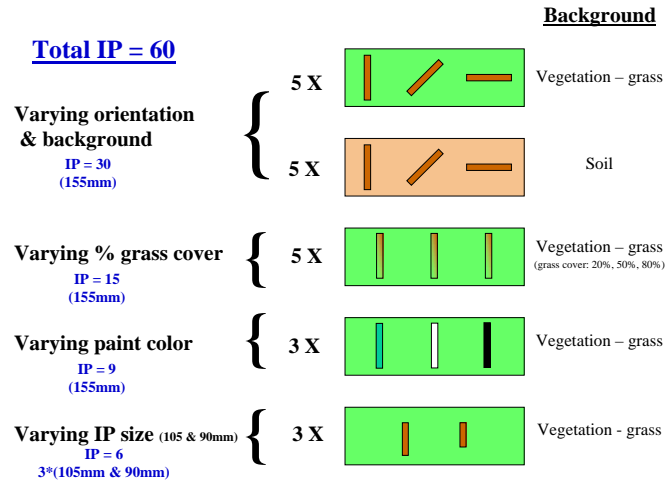 Background
Total IP = 60
5 X
Vegetation – grass
Varying orientation
& background
IP = 30
(155mm)
5 X
Soil
Varying % grass cover
IP = 15
(155mm)
5 X
Vegetation – grass
(grass cover: 20%, 50%, 80%)
Varying paint color
IP = 9
(155mm)
3 X
Vegetation – grass
Varying IP size (105 & 90mm)
IP = 6
3*(105mm & 90mm)
3 X
Vegetation - grass